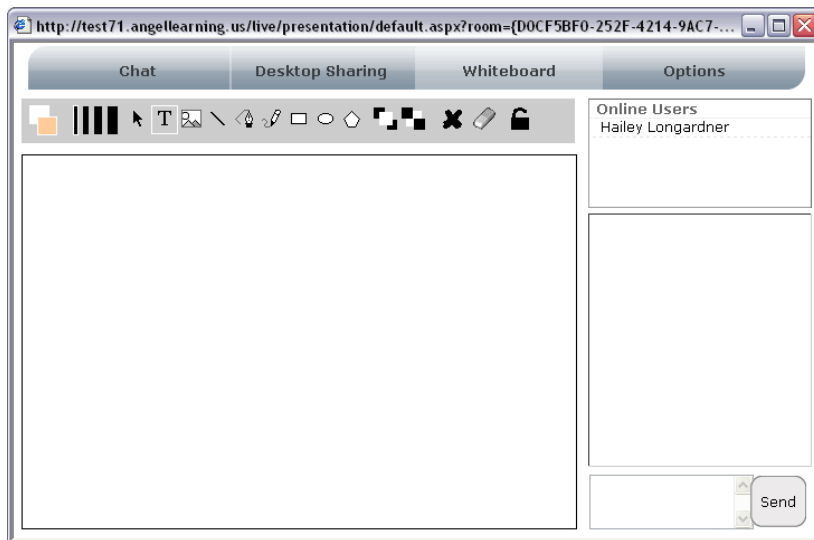 http://test71.angellearning.us/live/presentation/default.aspx?room={D0CF5BF0-252F-4214-9AC7-...
Chat Desktop Sharing Whiteboard Options
T
Online Users
Hailey Longardner
Send